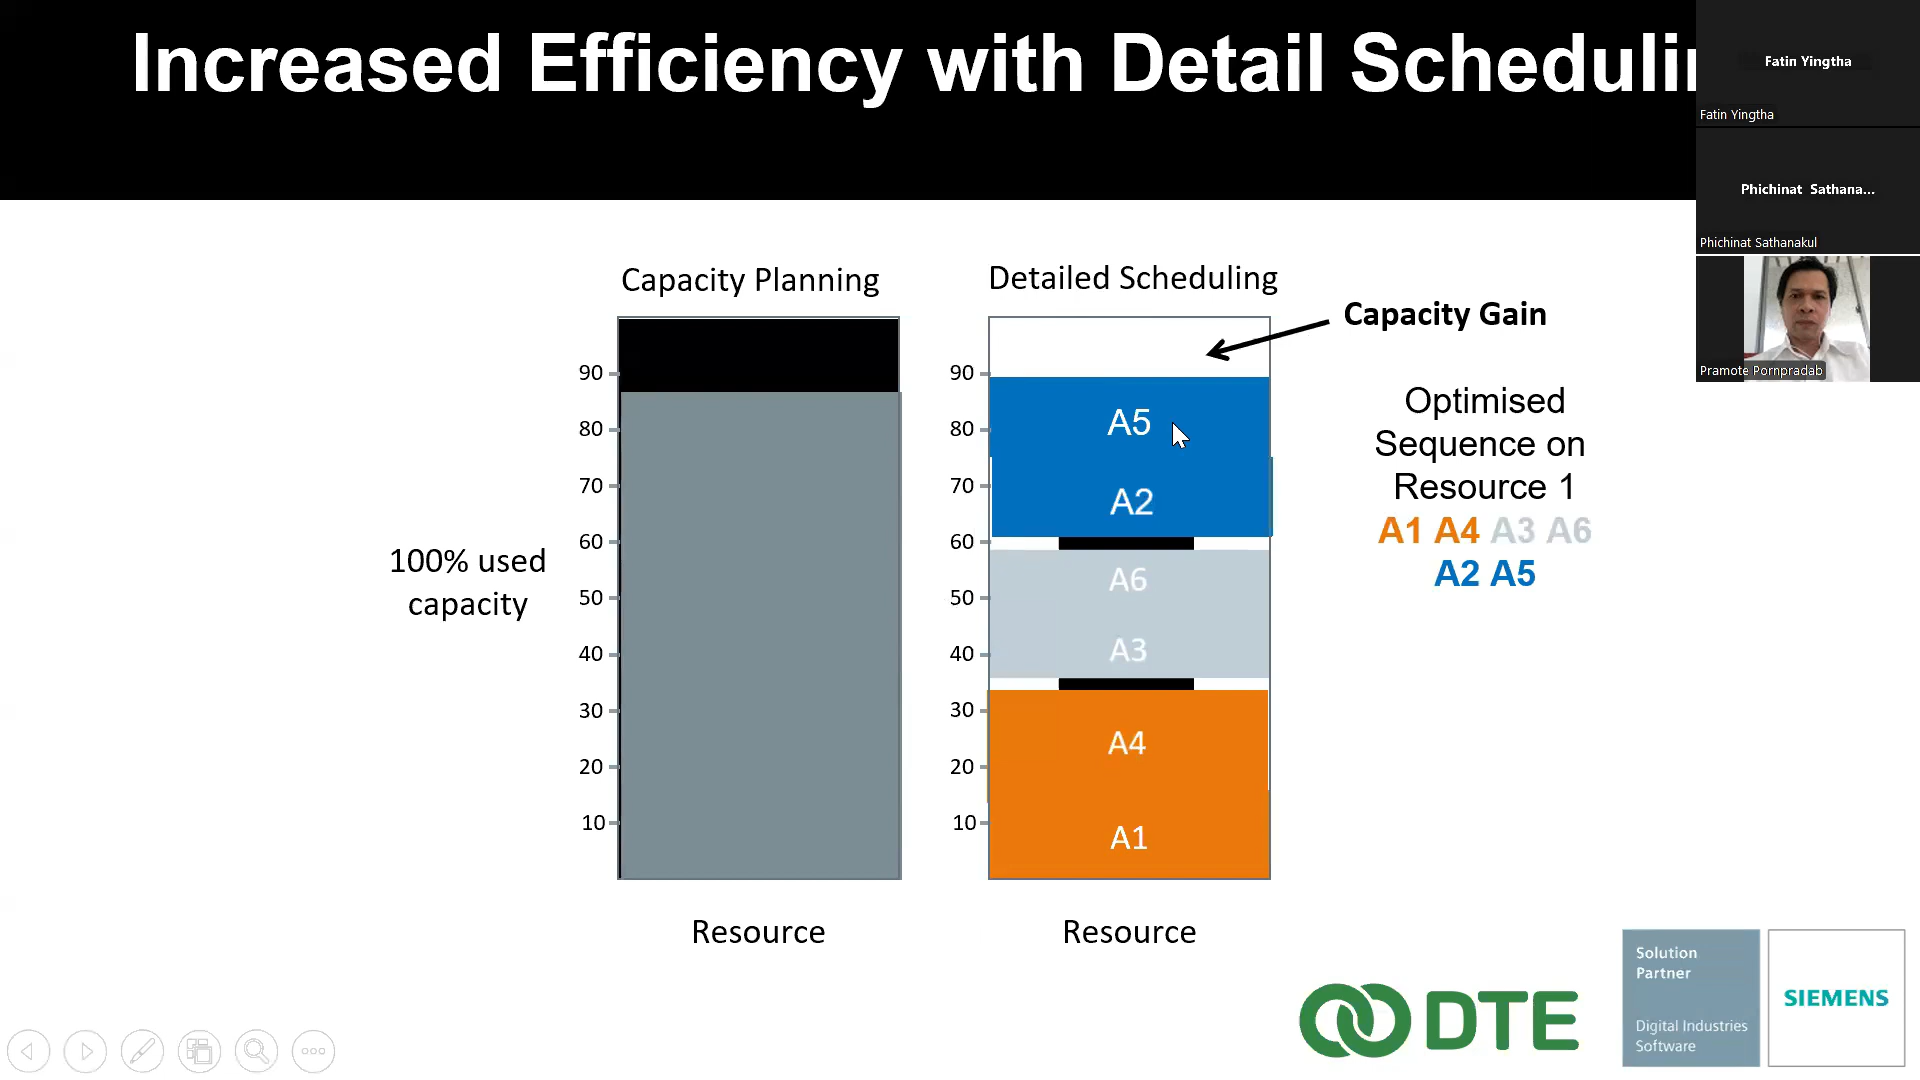 Increased Efficiency with Detail Scheduli
Fatin Yingtha
Fatin Yingtha
Phichinat Sathana...
Phichinat Sathanakul
Pramote Pornpradab
Capacity Planning
Detailed Scheduling
Capacity Gain
90
80
70
60
50
40
30
20
10
100% used
capacity
90
80
70
60
50
40
30
20
10
A5
A2
A6
A3
A4
A1
Optimised
Sequence on
Resource 1
A1 A4 A3 A6
A2 A5
Resource
Resource
DTE
Solution
Partner
Digital Industries
Software
SIEMENS